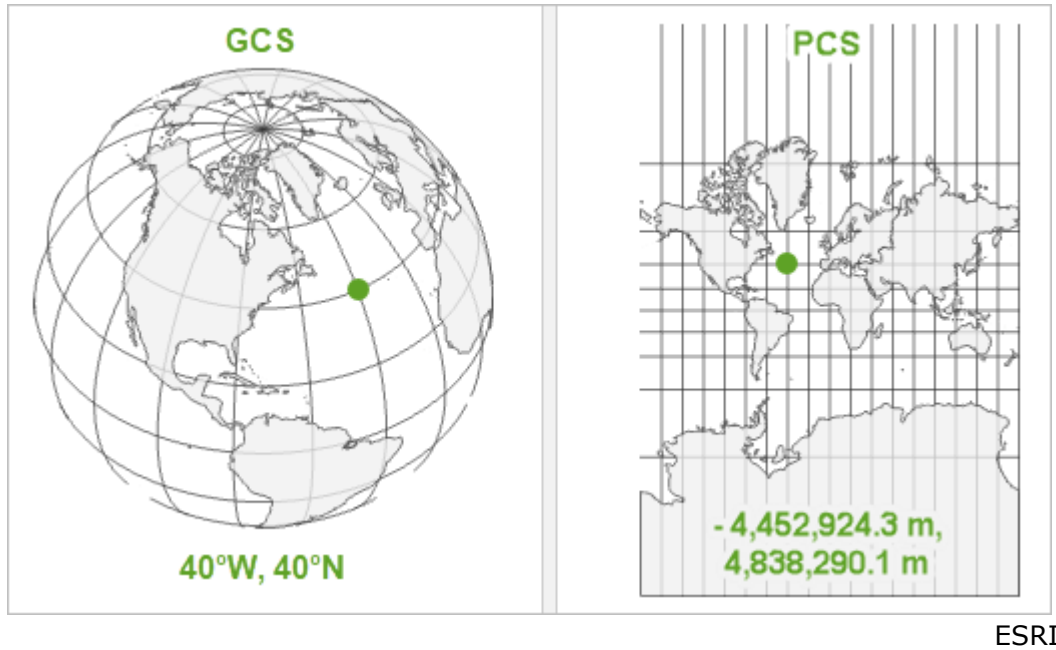 GCS
40°W, 40°N
PCS
- 4,452,924.3 m,
4,838,290.1 m
ESRI